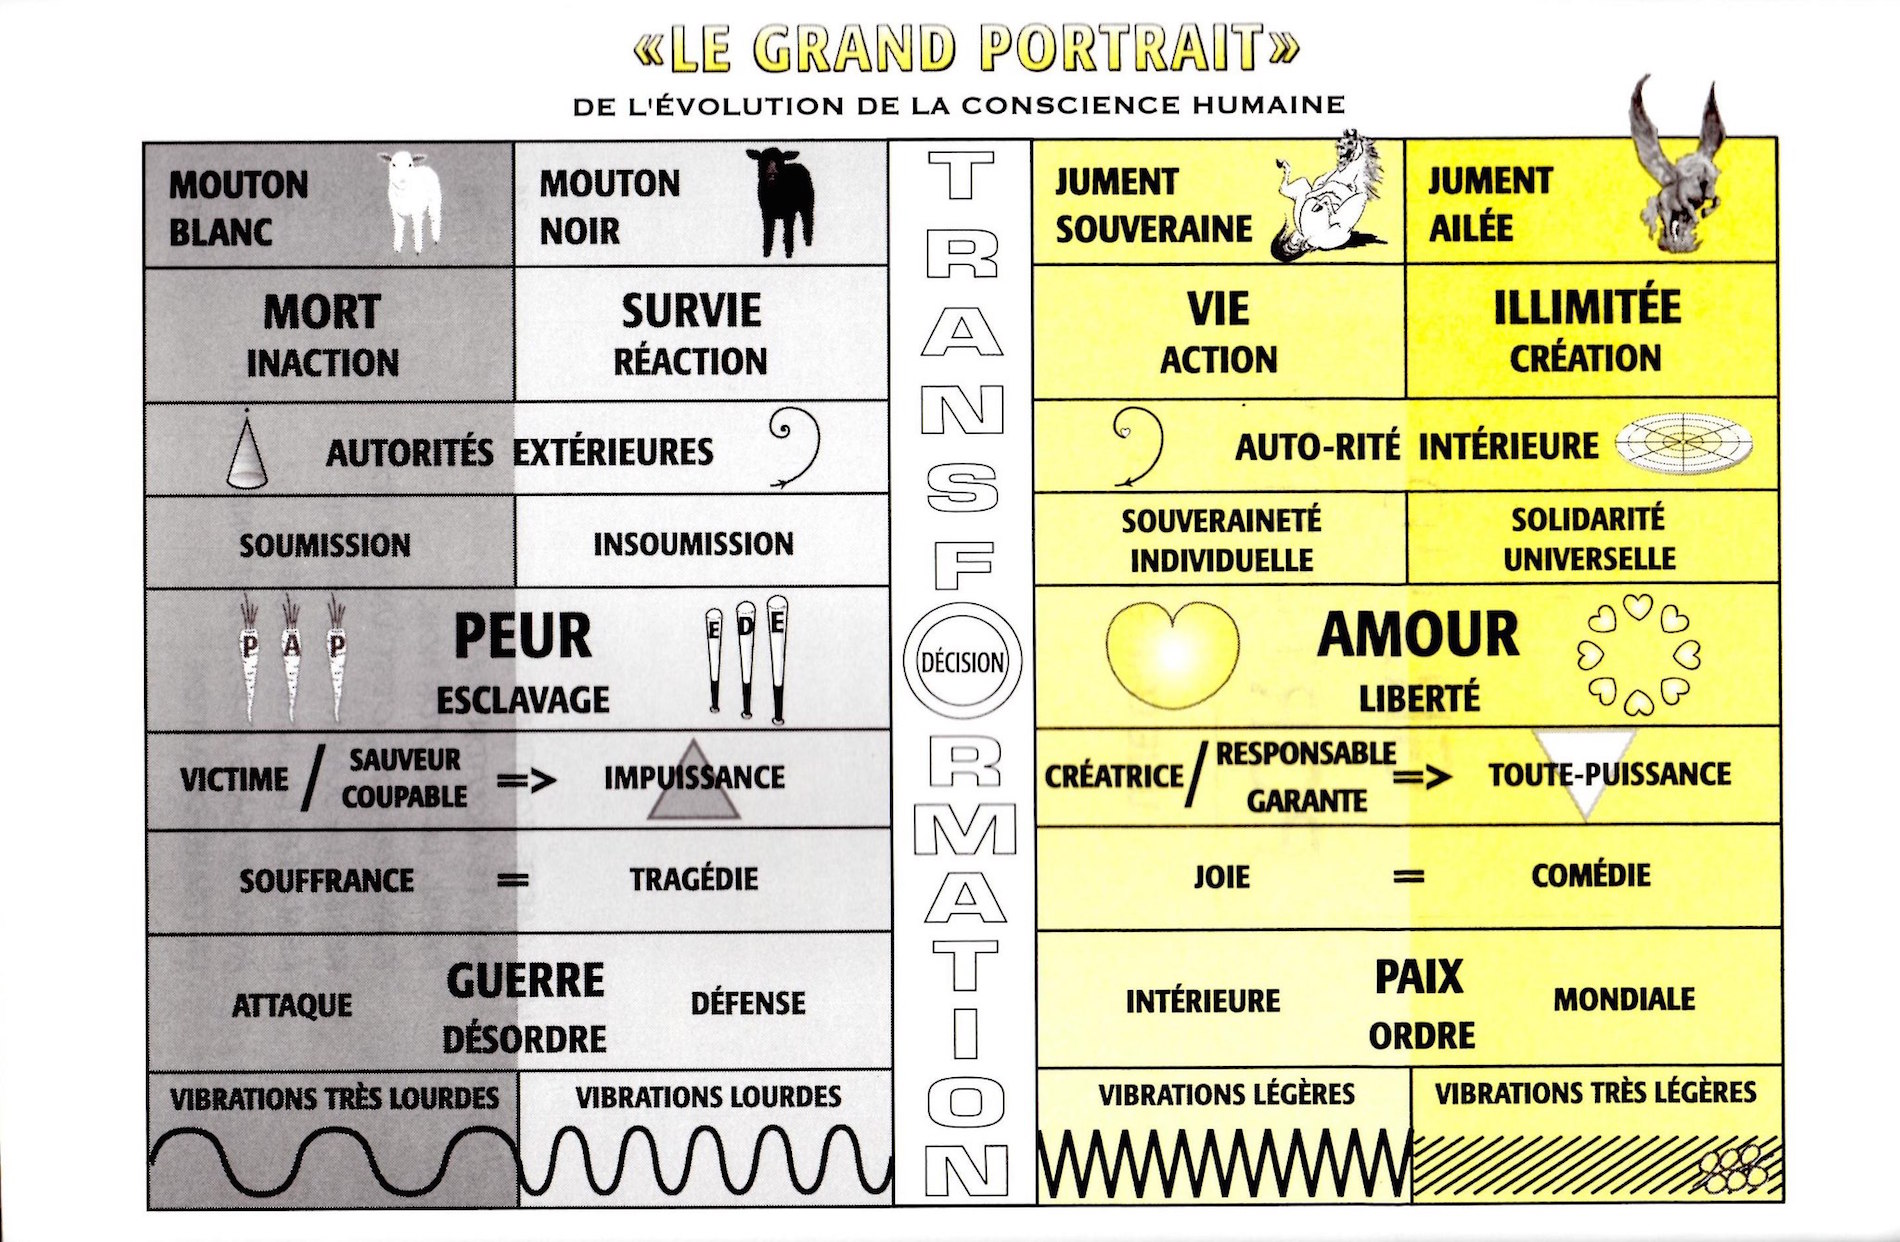 «LE GRAND PORTRAIT»
DE L'ÉVOLUTION DE LA CONSCIENCE HUMAINE
MOUTON
BLANC
MOUTON
NOIR
JUMENT
SOUVERAINE
JUMENT
AILÉE
MORT
INACTION
SURVIE
RÉACTION
VIE
ACTION
ILLIMITÉE
CRÉATION
AUTORITÉS EXTÉRIEURES
AUTO-RITÉ INTÉRIEURE
SOUMISSION
INSOUMISSION
SOUVERAINETÉ
INDIVIDUELLE
SOLIDARITÉ
UNIVERSELLE
P A P
PEUR
ESCLAVAGE
E D E
AMOUR
LIBERTÉ
VICTIME / SAUVEUR
COUPABLE
=> IMPUISSANCE
CRÉATRICE / RESPONSABLE
GARANTE
=> TOUTE-PUISSANCE
SOUFFRANCE = TRAGÉDIE
JOIE = COMÉDIE
ATTAQUE
GUERRE
DÉSORDRE
DÉFENSE
INTÉRIEURE
PAIX
ORDRE
MONDIALE
VIBRATIONS TRÈS LOURDES
VIBRATIONS LOURDES
VIBRATIONS LÉGÈRES
VIBRATIONS TRÈS LÉGÈRES
TRANSFORMATION
DÉCISION